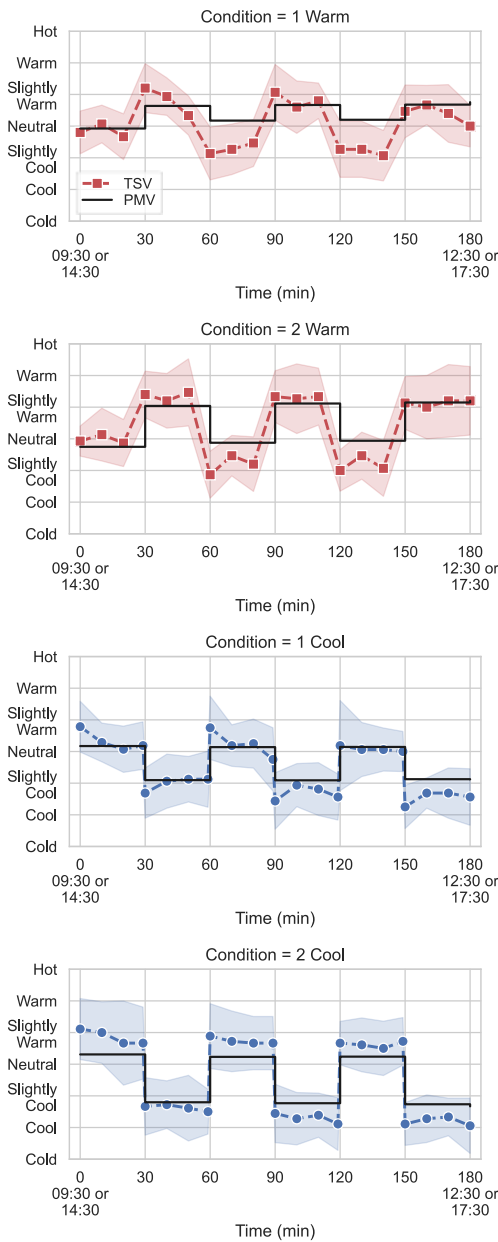 Condition = 1 Warm
Hot
Warm
Slightly
Warm
Neutral
Slightly
Cool
Cool
Cold
TSV
PMV
0 30 60 90 120 150 180
09:30 or 12:30 or
14:30 17:30
Time (min)
Condition = 2 Warm
Hot
Warm
Slightly
Warm
Neutral
Slightly
Cool
Cool
Cold
0 30 60 90 120 150 180
09:30 or 12:30 or
14:30 17:30
Time (min)
Condition = 1 Cool
Hot
Warm
Slightly
Warm
Neutral
Slightly
Cool
Cool
Cold
0 30 60 90 120 150 180
09:30 or 12:30 or
14:30 17:30
Time (min)
Condition = 2 Cool
Hot
Warm
Slightly
Warm
Neutral
Slightly
Cool
Cool
Cold
0 30 60 90 120 150 180
09:30 or 12:30 or
14:30 17:30
Time (min)